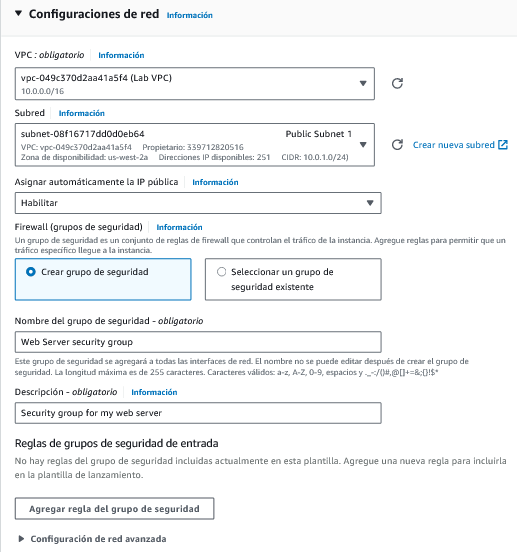 Configuraciones de red Información
VPC : obligatorio Información
vpc-049c370d2aa41a5f4 (Lab VPC)
10.0.0.0/16
Subred Información
subnet-08f16717dd0d0eb64 Public Subnet 1
VPC: vpc-049c370d2aa41a5f4 Propietario: 339712820516
Zona de disponibilidad: us-west-2a Direcciones IP disponibles: 251 CIDR: 10.0.1.0/24)
Crear nueva subred
Asignar automáticamente la IP pública Información
Habilitar
Firewall (grupos de seguridad) Información
Un grupo de seguridad es un conjunto de reglas de firewall que controlan el tráfico de la instancia. Agregue reglas para permitir que un
tráfico específico llegue a la instancia.
Crear grupo de seguridad
Seleccionar un grupo de
seguridad existente
Nombre del grupo de seguridad - obligatorio
Web Server security group
Este grupo de seguridad se agregará a todas las interfaces de red. El nombre no se puede editar después de crear el grupo de
seguridad. La longitud máxima es de 255 caracteres. Caracteres válidos: a-z, A-Z, 0-9, espacios y ._-:/()#,@[]+=&;{}!$*
Descripción - obligatorio Información
Security group for my web server
Reglas de grupos de seguridad de entrada
No hay reglas del grupo de seguridad incluidas actualmente en esta plantilla. Agregue una nueva regla para incluirla
en la plantilla de lanzamiento.
Agregar regla del grupo de seguridad
Configuración de red avanzada